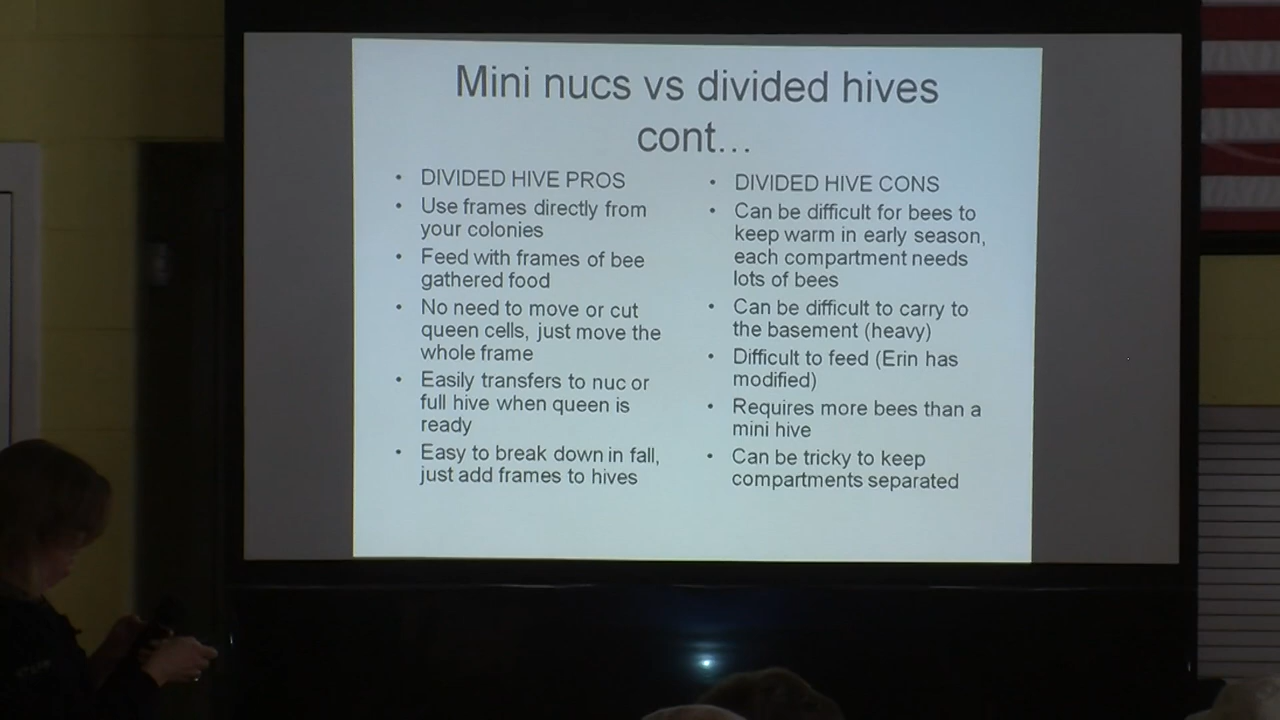 Mini nucs vs divided hives
cont...
• DIVIDED HIVE PROS
• Use frames directly from
your colonies
• Feed with frames of bee
gathered food
• No need to move or cut
queen cells, just move the
whole frame
• Easily transfers to nuc or
full hive when queen is
ready
• Easy to break down in fall,
just add frames to hives
• DIVIDED HIVE CONS
• Can be difficult for bees to
keep warm in early season,
each compartment needs
lots of bees
• Can be difficult to carry to
the basement (heavy)
• Difficult to feed (Erin has
modified)
• Requires more bees than a
mini hive
• Can be tricky to keep
compartments separated